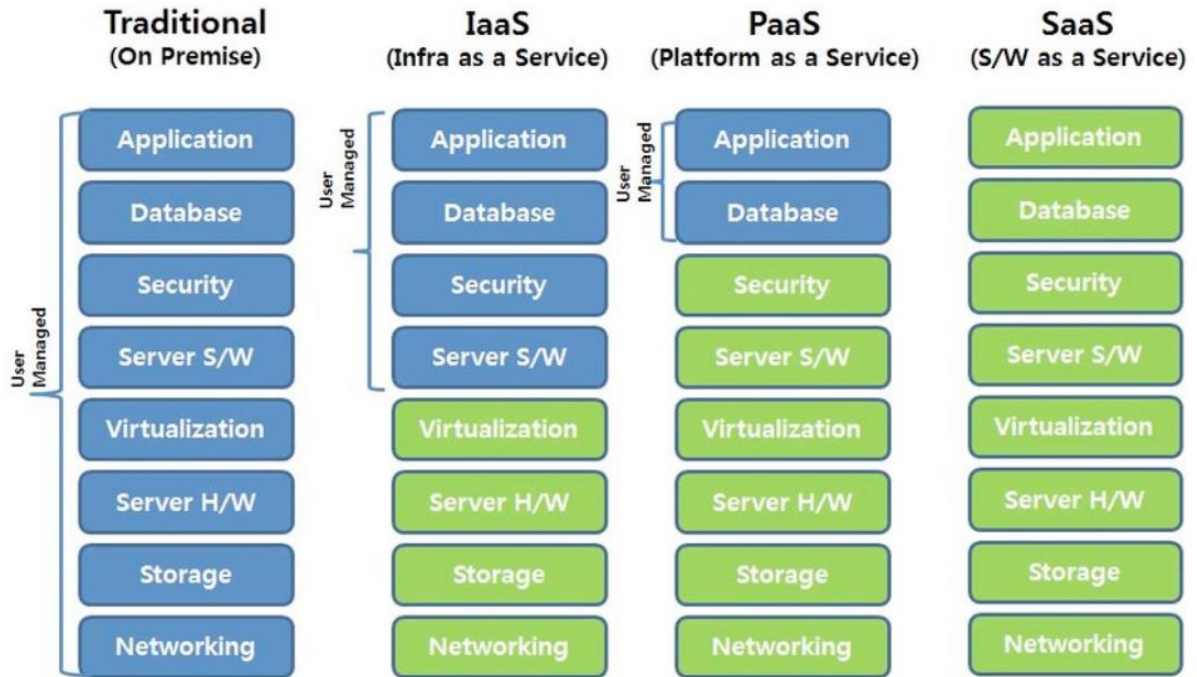 Traditional
(On Premise)
IaaS
(Infra as a Service)
PaaS
(Platform as a Service)
SaaS
(S/W as a Service)
User
Managed
Application
Database
Security
Server S/W
Virtualization
Server H/W
Storage
Networking
User
Managed
Application
Database
Security
Server S/W
Virtualization
Server H/W
Storage
Networking
User
Managed
Application
Database
Security
Server S/W
Virtualization
Server H/W
Storage
Networking
Application
Database
Security
Server S/W
Virtualization
Server H/W
Storage
Networking